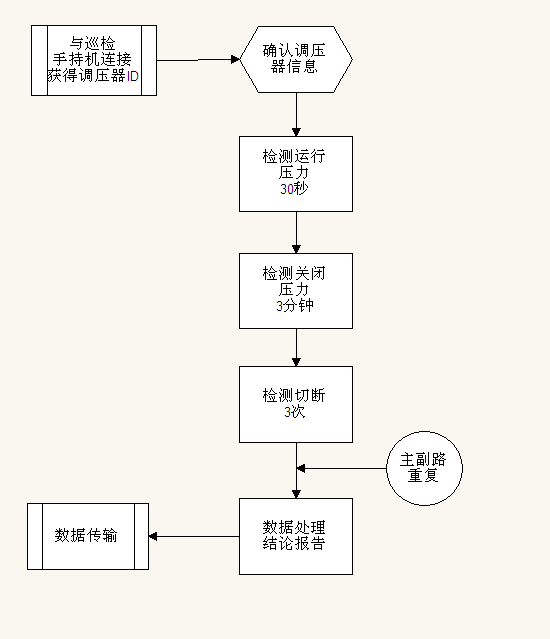 与巡检
手持机连接
获得调压器ID
确认调压
器信息
检测运行
压力
30秒
检测关闭
压力
3分钟
检测切断
3次
主副路
重复
数据处理
结论报告
数据传输